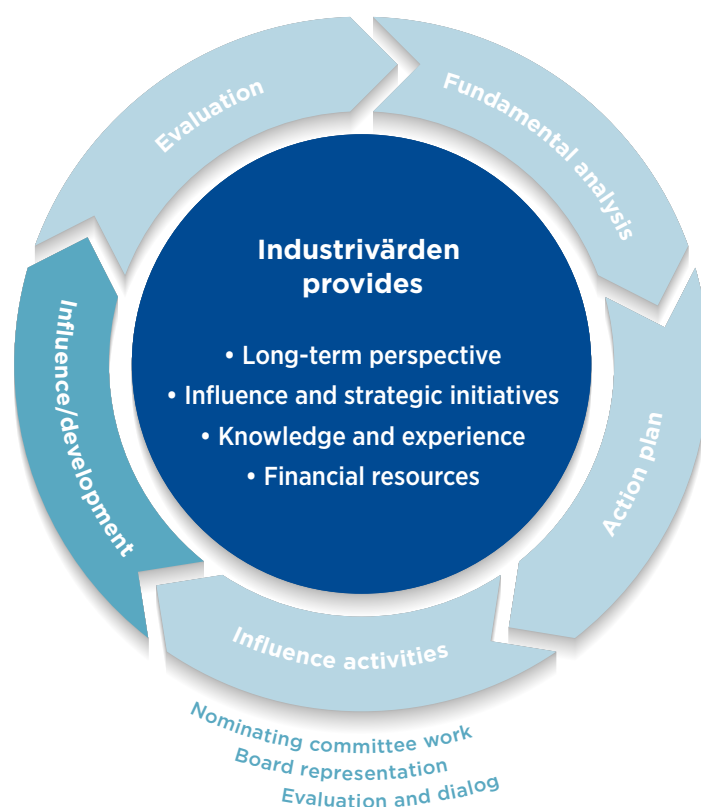 Evaluation
Fundamental analysis
Industrivärden
provides
• Long-term perspective
• Influence and strategic initiatives
• Knowledge and experience
• Financial resources
Influence/development
Action plan
Influence activities
Nominating committee work
Board representation
Evaluation and dialog